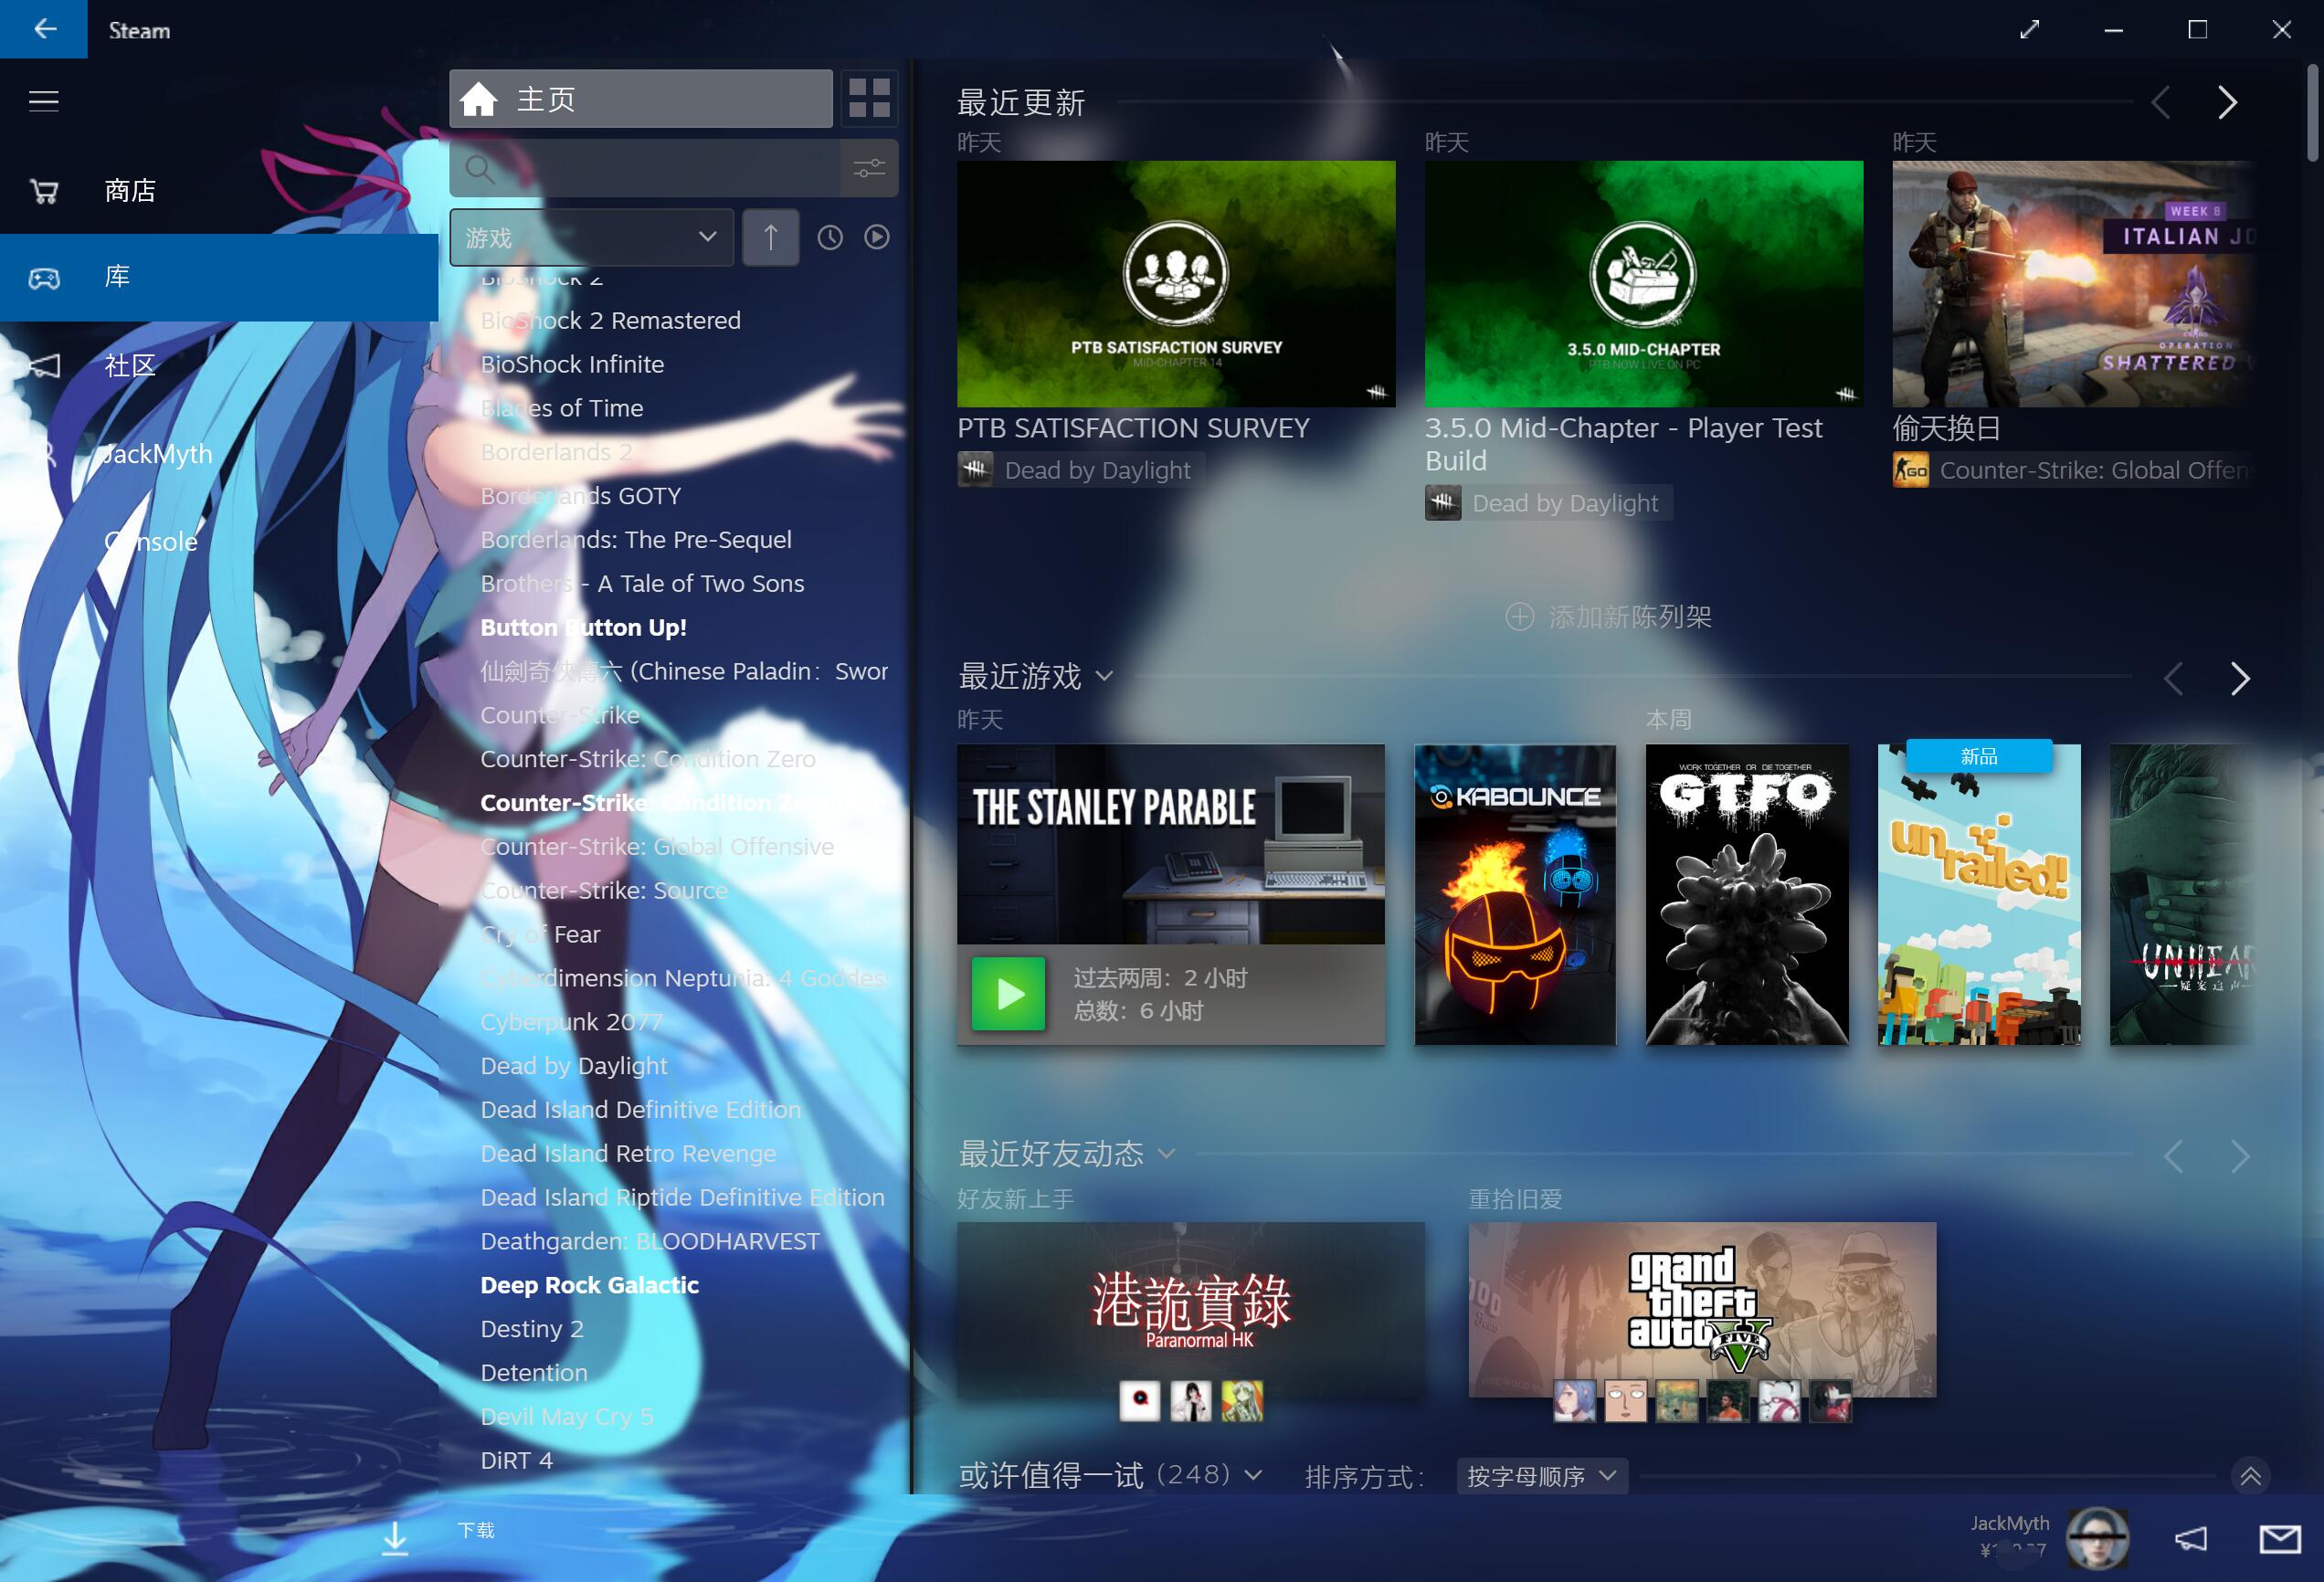 Steam
商店
库
社区
JackMyth
Console
主页
游戏
BioShock 2
BioShock 2 Remastered
BioShock Infinite
Blades of Time
Borderlands 2
Borderlands GOTY
Borderlands: The Pre-Sequel
Brothers - A Tale of Two Sons
Button Button Up!
仙劍奇俠傳六 (Chinese Paladin：Swor
Counter-Strike
Counter-Strike: Condition Zero
Counter-Strike: Condition Z
Counter-Strike: Global Offensive
Counter-Strike: Source
Cry of Fear
Cyberdimension Neptunia: 4 Goddes
Cyberpunk 2077
Dead by Daylight
Dead Island Definitive Edition
Dead Island Retro Revenge
Dead Island Riptide Definitive Edition
Deathgarden: BLOODHARVEST
Deep Rock Galactic
Destiny 2
Detention
Devil May Cry 5
DiRT 4
最近更新
昨天
PTB SATISFACTION SURVEY
MID-CHAPTER 14
PTB SATISFACTION SURVEY
Dead by Daylight
昨天
3.5.0 MID-CHAPTER
PTB NOW LIVE ON PC
3.5.0 Mid-Chapter - Player Test
Build
Dead by Daylight
昨天
WEEK 8
ITALIAN JO
OPERATION
SHATTERED
偷天换日
GO
Counter-Strike: Global Offens
添加新陈列架
最近游戏
昨天
THE STANLEY PARABLE
过去两周：2 小时
总数：6 小时
KABOUNCE
本周
WORK TOGETHER OR DIE TOGETHER
GTFO
新品
unrailed!
UNHEAR
疑案追声
最近好友动态
好友新上手
港詭實錄
Paranormal HK
重拾旧爱
grand
theft
auto
FIVE
或许值得一试 (248)
排序方式：
按字母顺序
下载
JackMyth